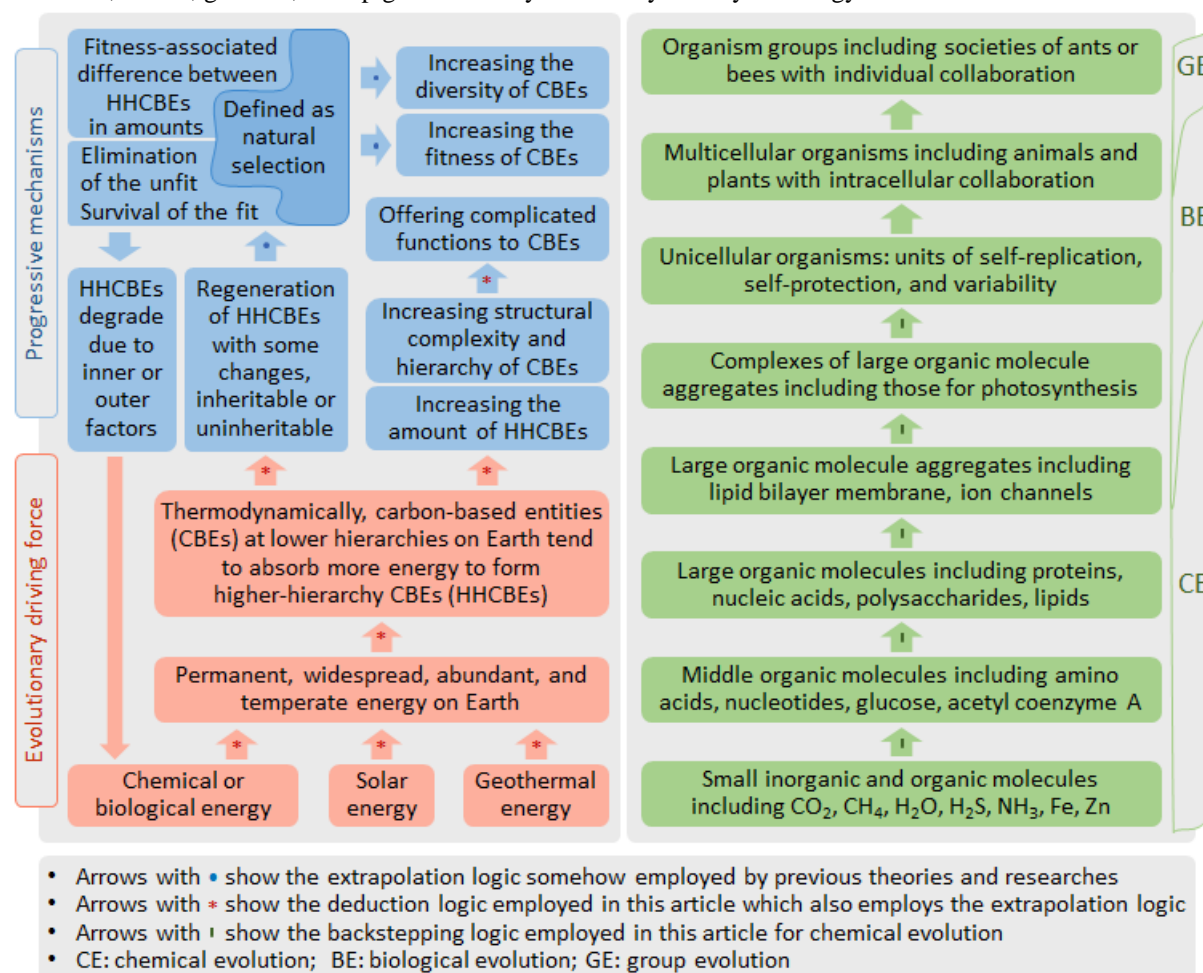 Progressive mechanisms
Fitness-associated
difference between
HHCBEs
in amounts
Defined as
natural
selection
Elimination
of the unfit
Survival of the fit
Increasing the
diversity of CBEs
Increasing the
fitness of CBEs
Offering complicated
functions to CBEs
*
HHCBEs
degrade
due to
inner or
outer
factors
Regeneration
of HHCBEs
with some
changes,
inheritable or
uninheritable
Increasing structural
complexity and
hierarchy of CBEs
Increasing the
amount of HHCBEs
Evolutionary driving force
* *
Thermodynamically, carbon-based entities
(CBEs) at lower hierarchies on Earth tend
to absorb more energy to form
higher-hierarchy CBEs (HHCBEs)
*
Permanent, widespread, abundant, and
temperate energy on Earth
* * *
Chemical or
biological energy
Solar
energy
Geothermal
energy
Organism groups including societies of ants or
bees with individual collaboration
Multicellular organisms including animals and
plants with intracellular collaboration
Unicellular organisms: units of self-replication,
self-protection, and variability
Complexes of large organic molecule
aggregates including those for photosynthesis
Large organic molecule aggregates including
lipid bilayer membrane, ion channels
Large organic molecules including proteins,
nucleic acids, polysaccharides, lipids
Middle organic molecules including amino
acids, nucleotides, glucose, acetyl coenzyme A
Small inorganic and organic molecules
including CO₂, CH₄, H₂O, H₂S, NH₃, Fe, Zn
GE
BE
CE
• Arrows with • show the extrapolation logic somehow employed by previous theories and researches
• Arrows with * show the deduction logic employed in this article which also employs the extrapolation logic
• Arrows with ı show the backstepping logic employed in this article for chemical evolution
• CE: chemical evolution; BE: biological evolution; GE: group evolution